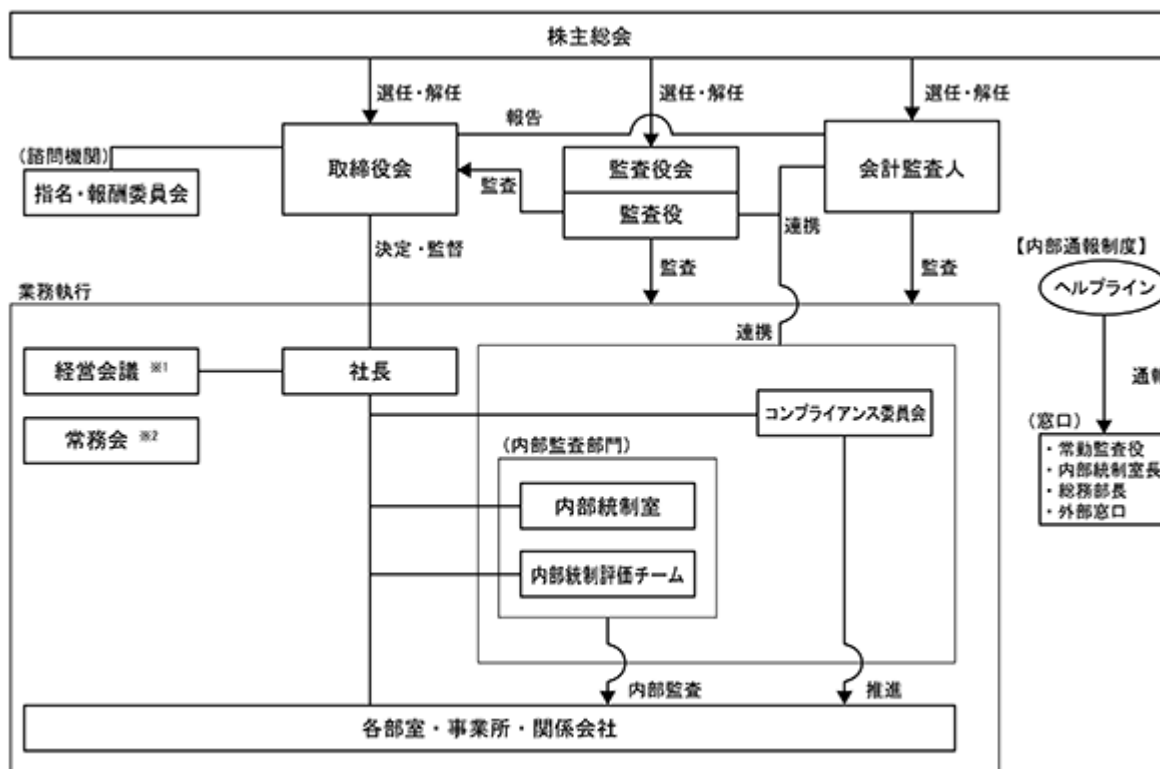 株主総会
選任・解任
選任・解任
選任・解任
報告
(諮問機関)
指名・報酬委員会
取締役会
監査
監査役会
監査役
会計監査人
連携
決定・監督
監査
監査
【内部通報制度】
ヘルプライン
業務執行
連携
経営会議 ※1
社長
通報
常務会 ※2
コンプライアンス委員会
(窓口)
・常勤監査役
・内部統制室長
・総務部長
・外部窓口
(内部監査部門)
内部統制室
内部統制評価チーム
内部監査
推進
各部室・事業所・関係会社